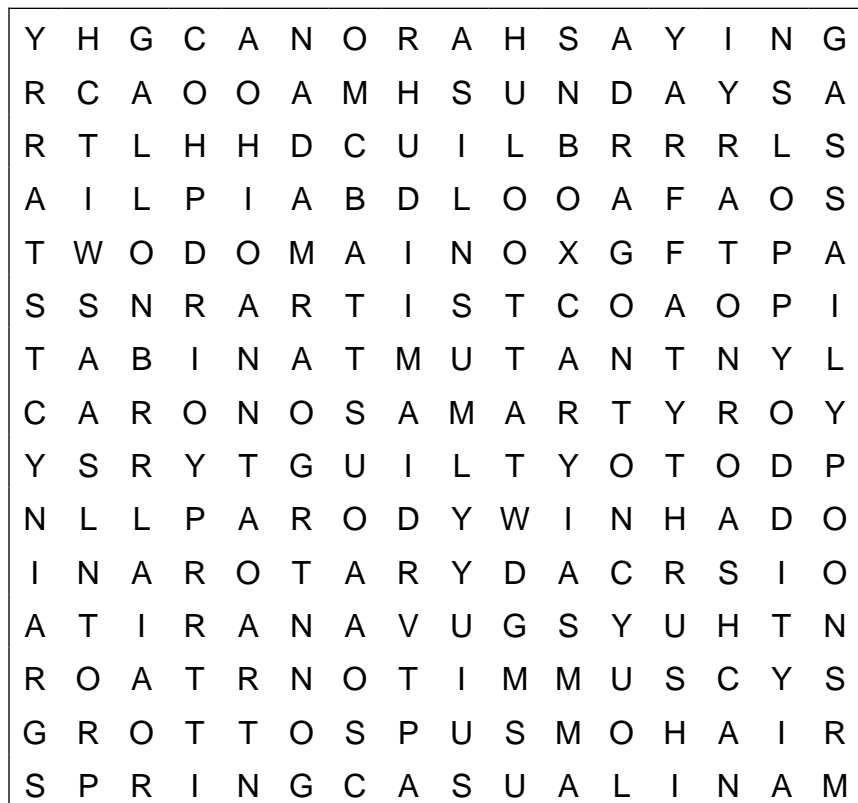 Y H G C A N O R A H S A Y I N G
R C A O O A M H S U N D A Y S A
R T L H H D C U I L B R R R L S
A I L P I A B D L O O A F A O S
T W O D O M A I N O X G F T P A
S S N R A R T I S T C O A O P I
T A B I N A T M U T A N T N Y L
C A R O N O S A M A R T Y R O Y
Y S R Y T G U I L T Y O T O D P
N L L P A R O D Y W I N H A D O
I N A R O T A R Y D A C R S I O
A T I R A N A V U G S Y U H T N
R O A T R N O T I M M U S C Y S
G R O T T O S P U S M O H A I R
S P R I N G C A S U A L I N A M